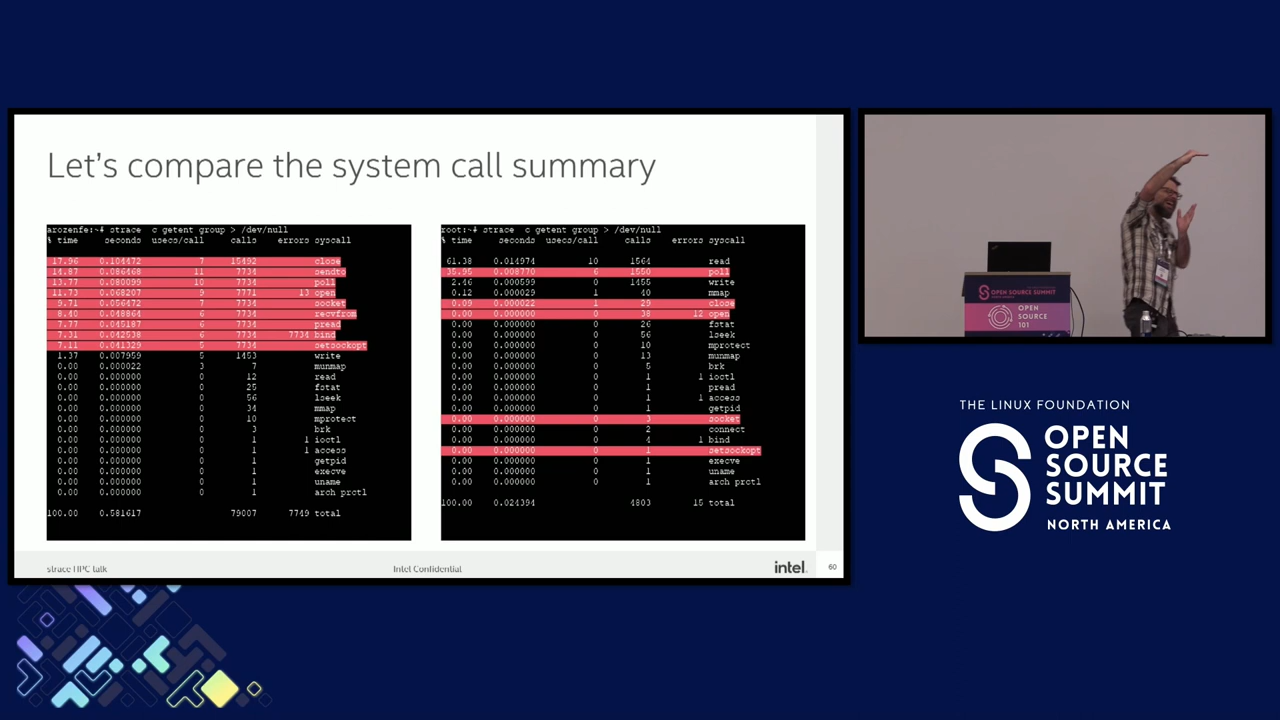 Let's compare the system call summary
arozenfe:~# strace c getent group > /dev/null
% time seconds usecs/call calls errors syscall
17.96 0.104472 7 15492 close
14.87 0.086468 11 7734 sendto
13.77 0.080099 10 7734 poll
11.73 0.068207 9 7771 13 open
9.71 0.056472 7 7734 socket
8.40 0.048864 6 7734 recvfrom
7.77 0.045187 6 7734 pread
7.31 0.042538 6 7734 7734 bind
7.11 0.041329 5 7734 setsockopt
1.37 0.007959 5 1453 write
0.00 0.000022 3 7 munmap
0.00 0.000000 0 12 read
0.00 0.000000 0 25 fstat
0.00 0.000000 0 56 lseek
0.00 0.000000 0 34 mmap
0.00 0.000000 0 10 mprotect
0.00 0.000000 0 3 brk
0.00 0.000000 0 1 1 ioctl
0.00 0.000000 0 1 1 access
0.00 0.000000 0 1 getpid
0.00 0.000000 0 1 execve
0.00 0.000000 0 1 uname
0.00 0.000000 0 1 arch prctl
100.00 0.581617 79007 7749 total
root:~# strace c getent group > /dev/null
% time seconds usecs/call calls errors syscall
61.38 0.014974 10 1564 read
35.95 0.008770 6 1550 poll
2.46 0.000599 0 1455 write
0.12 0.000029 1 40 mmap
0.09 0.000022 1 29 close
0.00 0.000000 0 38 12 open
0.00 0.000000 0 26 fstat
0.00 0.000000 0 56 lseek
0.00 0.000000 0 10 mprotect
0.00 0.000000 0 13 munmap
0.00 0.000000 0 5 brk
0.00 0.000000 0 1 1 ioctl
0.00 0.000000 0 1 pread
0.00 0.000000 0 1 1 access
0.00 0.000000 0 1 getpid
0.00 0.000000 0 3 socket
0.00 0.000000 0 2 connect
0.00 0.000000 0 4 1 bind
0.00 0.000000 0 1 setsockopt
0.00 0.000000 0 1 execve
0.00 0.000000 0 1 uname
0.00 0.000000 0 1 arch prctl
100.00 0.024394 4803 15 total
strace HPC talk
Intel Confidential
intel.
60
OPEN SOURCE SUMMIT
OPEN
SOURCE
101
THE LINUX FOUNDATION
OPEN
SOURCE
SUMMIT
NORTH AMERICA